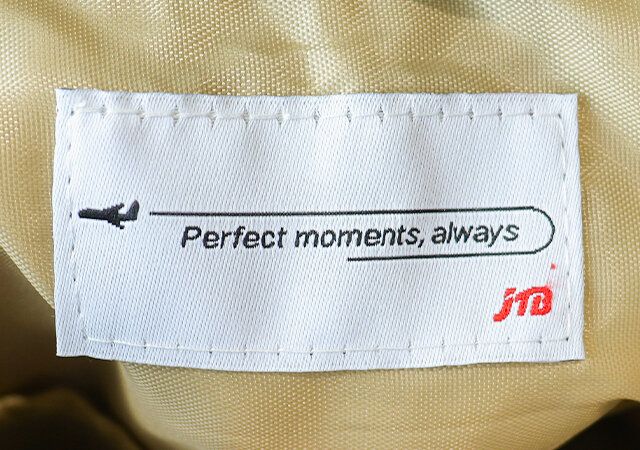 Perfect moments, always
JTB